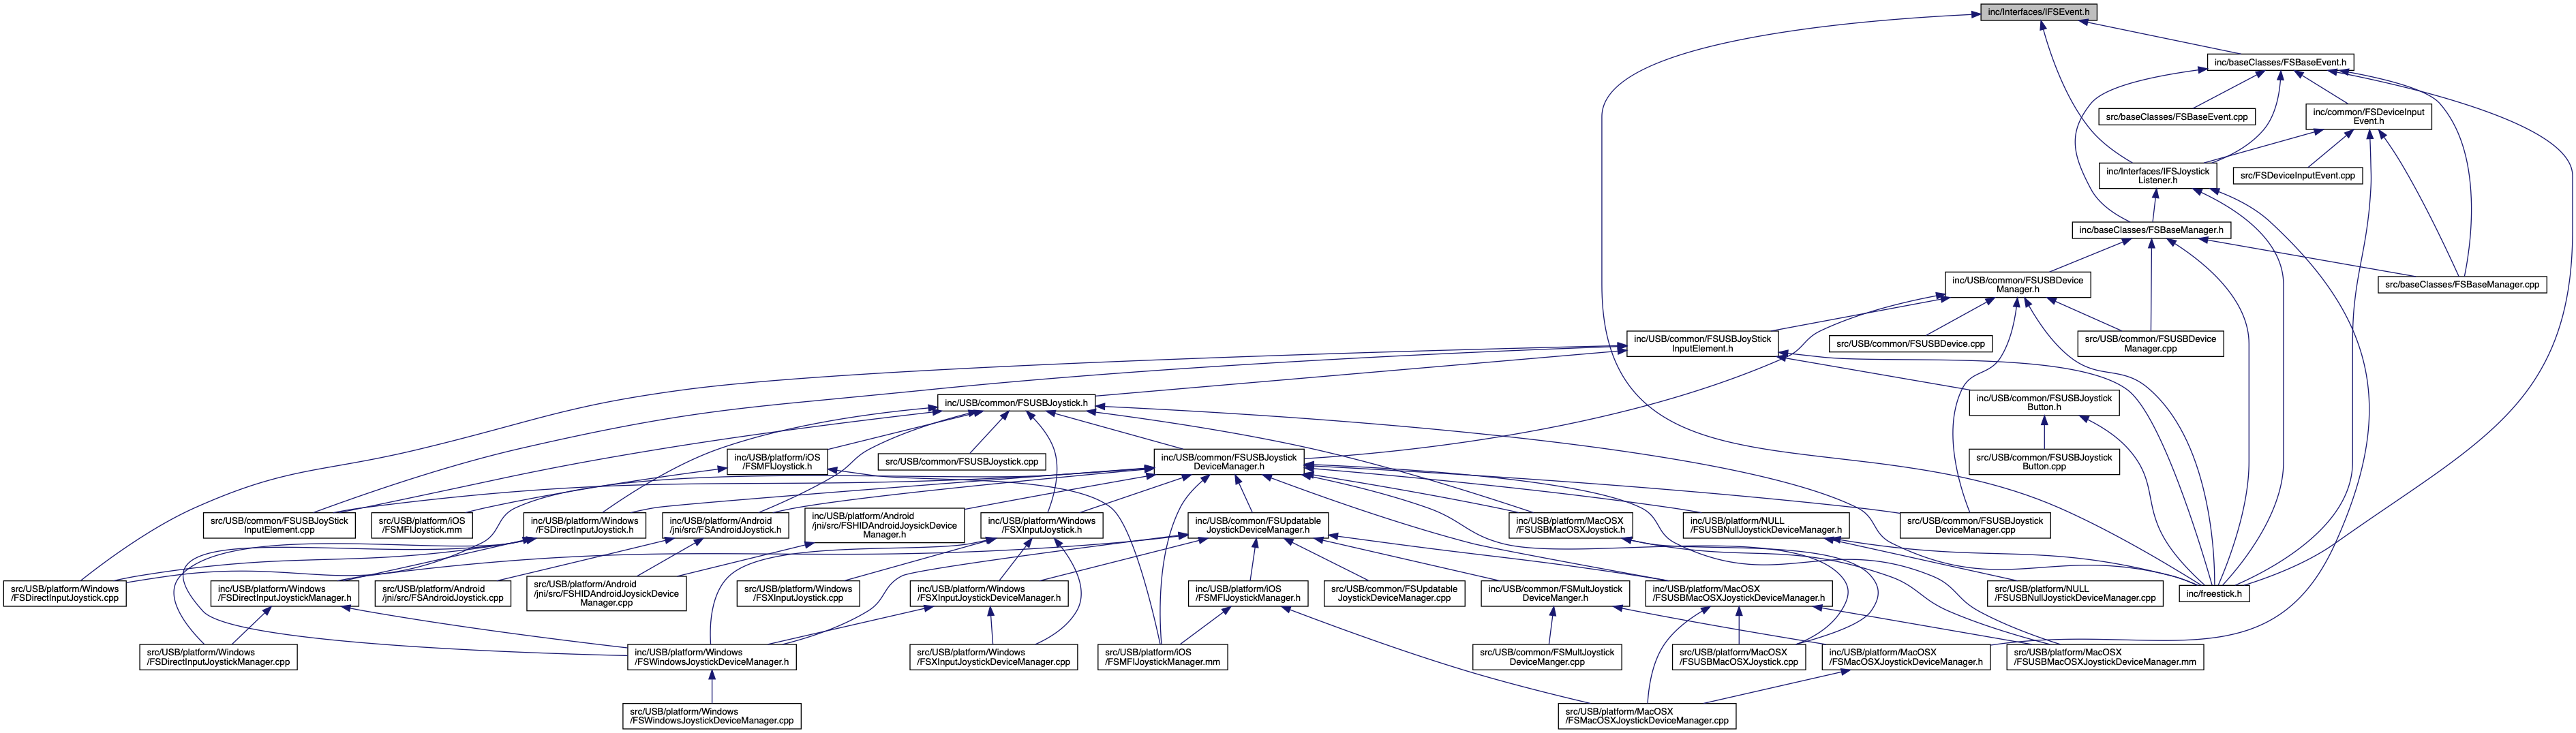 inc/Interfaces/IFSEvent.h
inc/baseClasses/FSBaseEvent.h
src/baseClasses/FSBaseEvent.cpp
inc/common/FSDeviceInput
Event.h
inc/Interfaces/IFSJoystick
Listener.h
src/FSDeviceInputEvent.cpp
inc/baseClasses/FSBaseManager.h
inc/USB/common/FSUSBDevice
Manager.h
src/baseClasses/FSBaseManager.cpp
inc/USB/common/FSUSBJoyStick
InputElement.h
src/USB/common/FSUSBDevice.cpp
src/USB/common/FSUSBDevice
Manager.cpp
inc/USB/common/FSUSBJoystick.h
inc/USB/common/FSUSBJoystick
Button.h
inc/USB/platform/iOS
/FSMFIJoystick.h
src/USB/common/FSUSBJoystick.cpp
inc/USB/common/FSUSBJoystick
DeviceManager.h
src/USB/common/FSUSBJoystick
Button.cpp
src/USB/common/FSUSBJoyStick
InputElement.cpp
src/USB/platform/iOS
/FSMFIJoystick.mm
inc/USB/platform/Windows
/FSDirectInputJoystick.h
inc/USB/platform/Android
/jni/src/FSAndroidJoystick.h
inc/USB/platform/Android
/jni/src/FSHIDAndroidJoysickDevice
Manager.h
inc/USB/platform/Windows
/FSXInputJoystick.h
inc/USB/common/FSUpdatable
JoystickDeviceManager.h
inc/USB/platform/MacOSX
/FSUSBMacOSXJoystick.h
inc/USB/platform/NULL
/FSUSBNullJoystickDeviceManager.h
src/USB/common/FSUSBJoystick
DeviceManager.cpp
src/USB/platform/Windows
/FSDirectInputJoystick.cpp
inc/USB/platform/Windows
/FSDirectInputJoystickManager.h
src/USB/platform/Android
/jni/src/FSAndroidJoystick.cpp
src/USB/platform/Android
/jni/src/FSHIDAndroidJoysickDevice
Manager.cpp
src/USB/platform/Windows
/FSXInputJoystick.cpp
inc/USB/platform/Windows
/FSXInputJoystickDeviceManager.h
inc/USB/platform/iOS
/FSMFIJoystickManager.h
src/USB/common/FSUpdatable
JoystickDeviceManager.cpp
inc/USB/common/FSMultJoystick
DeviceManger.h
inc/USB/platform/MacOSX
/FSUSBMacOSXJoystickDeviceManager.h
src/USB/platform/NULL
/FSUSBNullJoystickDeviceManager.cpp
inc/freestick.h
src/USB/platform/Windows
/FSDirectInputJoystickManager.cpp
inc/USB/platform/Windows
/FSWindowsJoystickDeviceManager.h
src/USB/platform/Windows
/FSXInputJoystickDeviceManager.cpp
src/USB/platform/iOS
/FSMFIJoystickManager.mm
src/USB/common/FSMultJoystick
DeviceManger.cpp
src/USB/platform/MacOSX
/FSUSBMacOSXJoystick.cpp
inc/USB/platform/MacOSX
/FSMacOSXJoystickDeviceManager.h
src/USB/platform/MacOSX
/FSUSBMacOSXJoystickDeviceManager.mm
src/USB/platform/Windows
/FSWindowsJoystickDeviceManager.cpp
src/USB/platform/MacOSX
/FSMacOSXJoystickDeviceManager.cpp